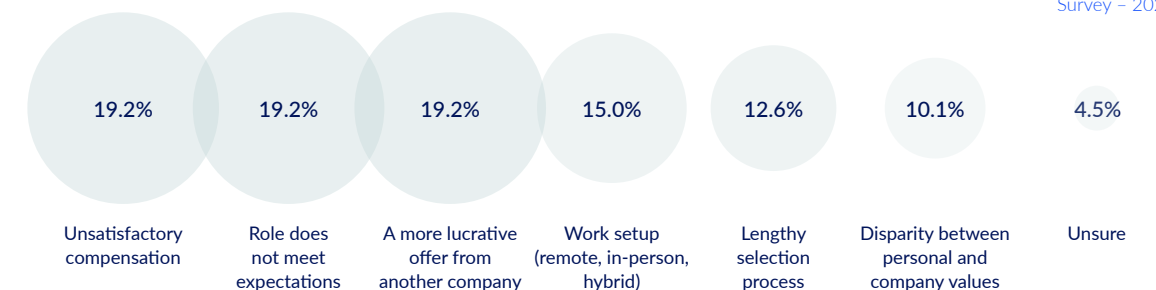 Survey – 202
19.2%
19.2%
19.2%
15.0%
12.6%
10.1%
4.5%
Unsatisfactory
compensation
Role does
not meet
expectations
A more lucrative
offer from
another company
Work setup
(remote, in-person,
hybrid)
Lengthy
selection
process
Disparity between
personal and
company values
Unsure